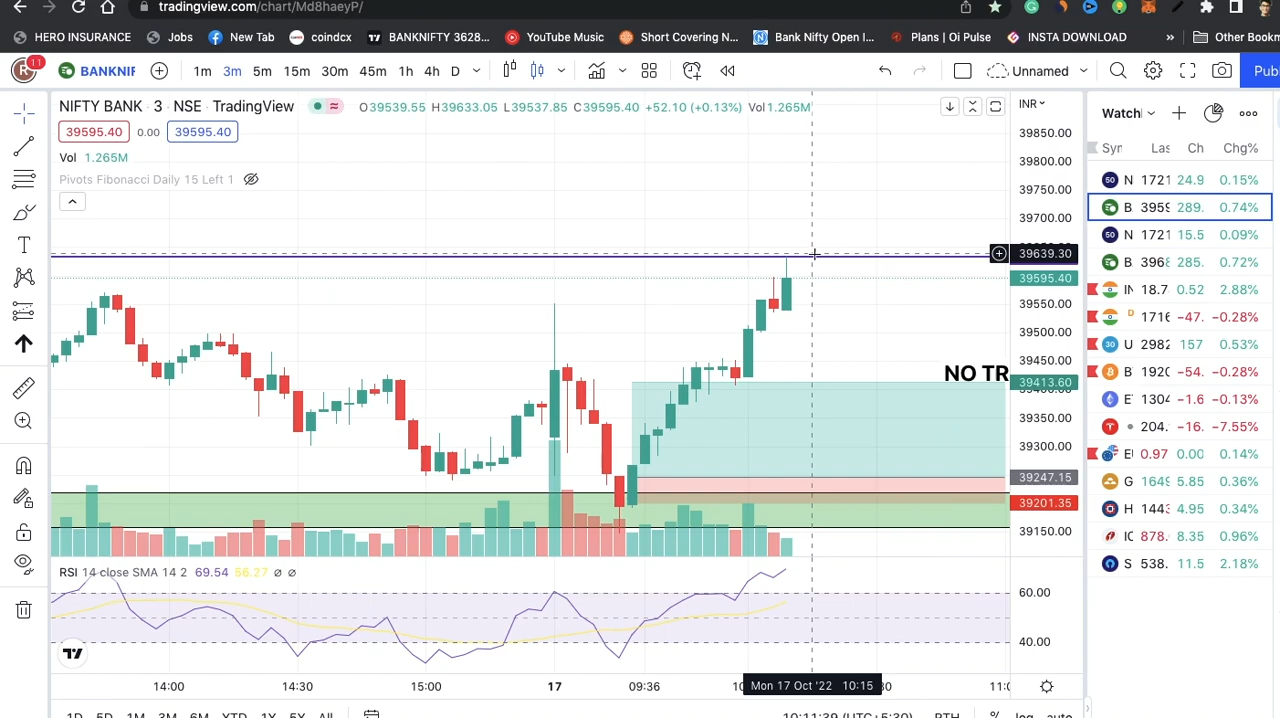 tradingview.com/chart/Md8haeyP/
HERO INSURANCE Jobs New Tab coindcx BANKNIFTY 3628... YouTube Music Short Covering N... Bank Nifty Open I... Plans | Oi Pulse INSTA DOWNLOAD » Other Bookm
R 11 BANKNIF 1m 3m 5m 15m 30m 45m 1h 4h D Unnamed Publ
NIFTY BANK · 3 · NSE · TradingView O39539.55 H39633.05 L39537.85 C39595.40 +52.10 (+0.13%) Vol1.265M
39595.40 0.00 39595.40
Vol 1.265M
Pivots Fibonacci Daily 15 Left 1
INR
39850.00
39800.00
39750.00
39700.00
39639.30
39595.40
39550.00
39500.00
39450.00
NO TR
39413.60
39350.00
39300.00
39247.15
39201.35
39150.00
RSI 14 close SMA 14 2 69.54 56.27 ∅ ∅
60.00
40.00
14:00 14:30 15:00 17 09:36 Mon 17 Oct '22 10:15 11:0
1D 5D 1M 3M 6M YTD 1Y 5Y All 10:11:39 (UTC+5:30) RTH % log auto
Watchl
Syn Las Ch Chg%
50 N 1721 24.9 0.15%
B 3959 289. 0.74%
50 N 1721 15.5 0.09%
B 3968 285. 0.72%
IN 18.7 0.52 2.88%
D 1716 −47. −0.28%
30 U 2982 157 0.53%
B 1920 −54. −0.28%
E 1304 −1.6 −0.13%
204. −16. −7.55%
E 0.97 0.00 0.14%
G 1649 5.85 0.36%
H 1443 4.95 0.34%
IC 878. 8.35 0.96%
S 538. 11.5 2.18%